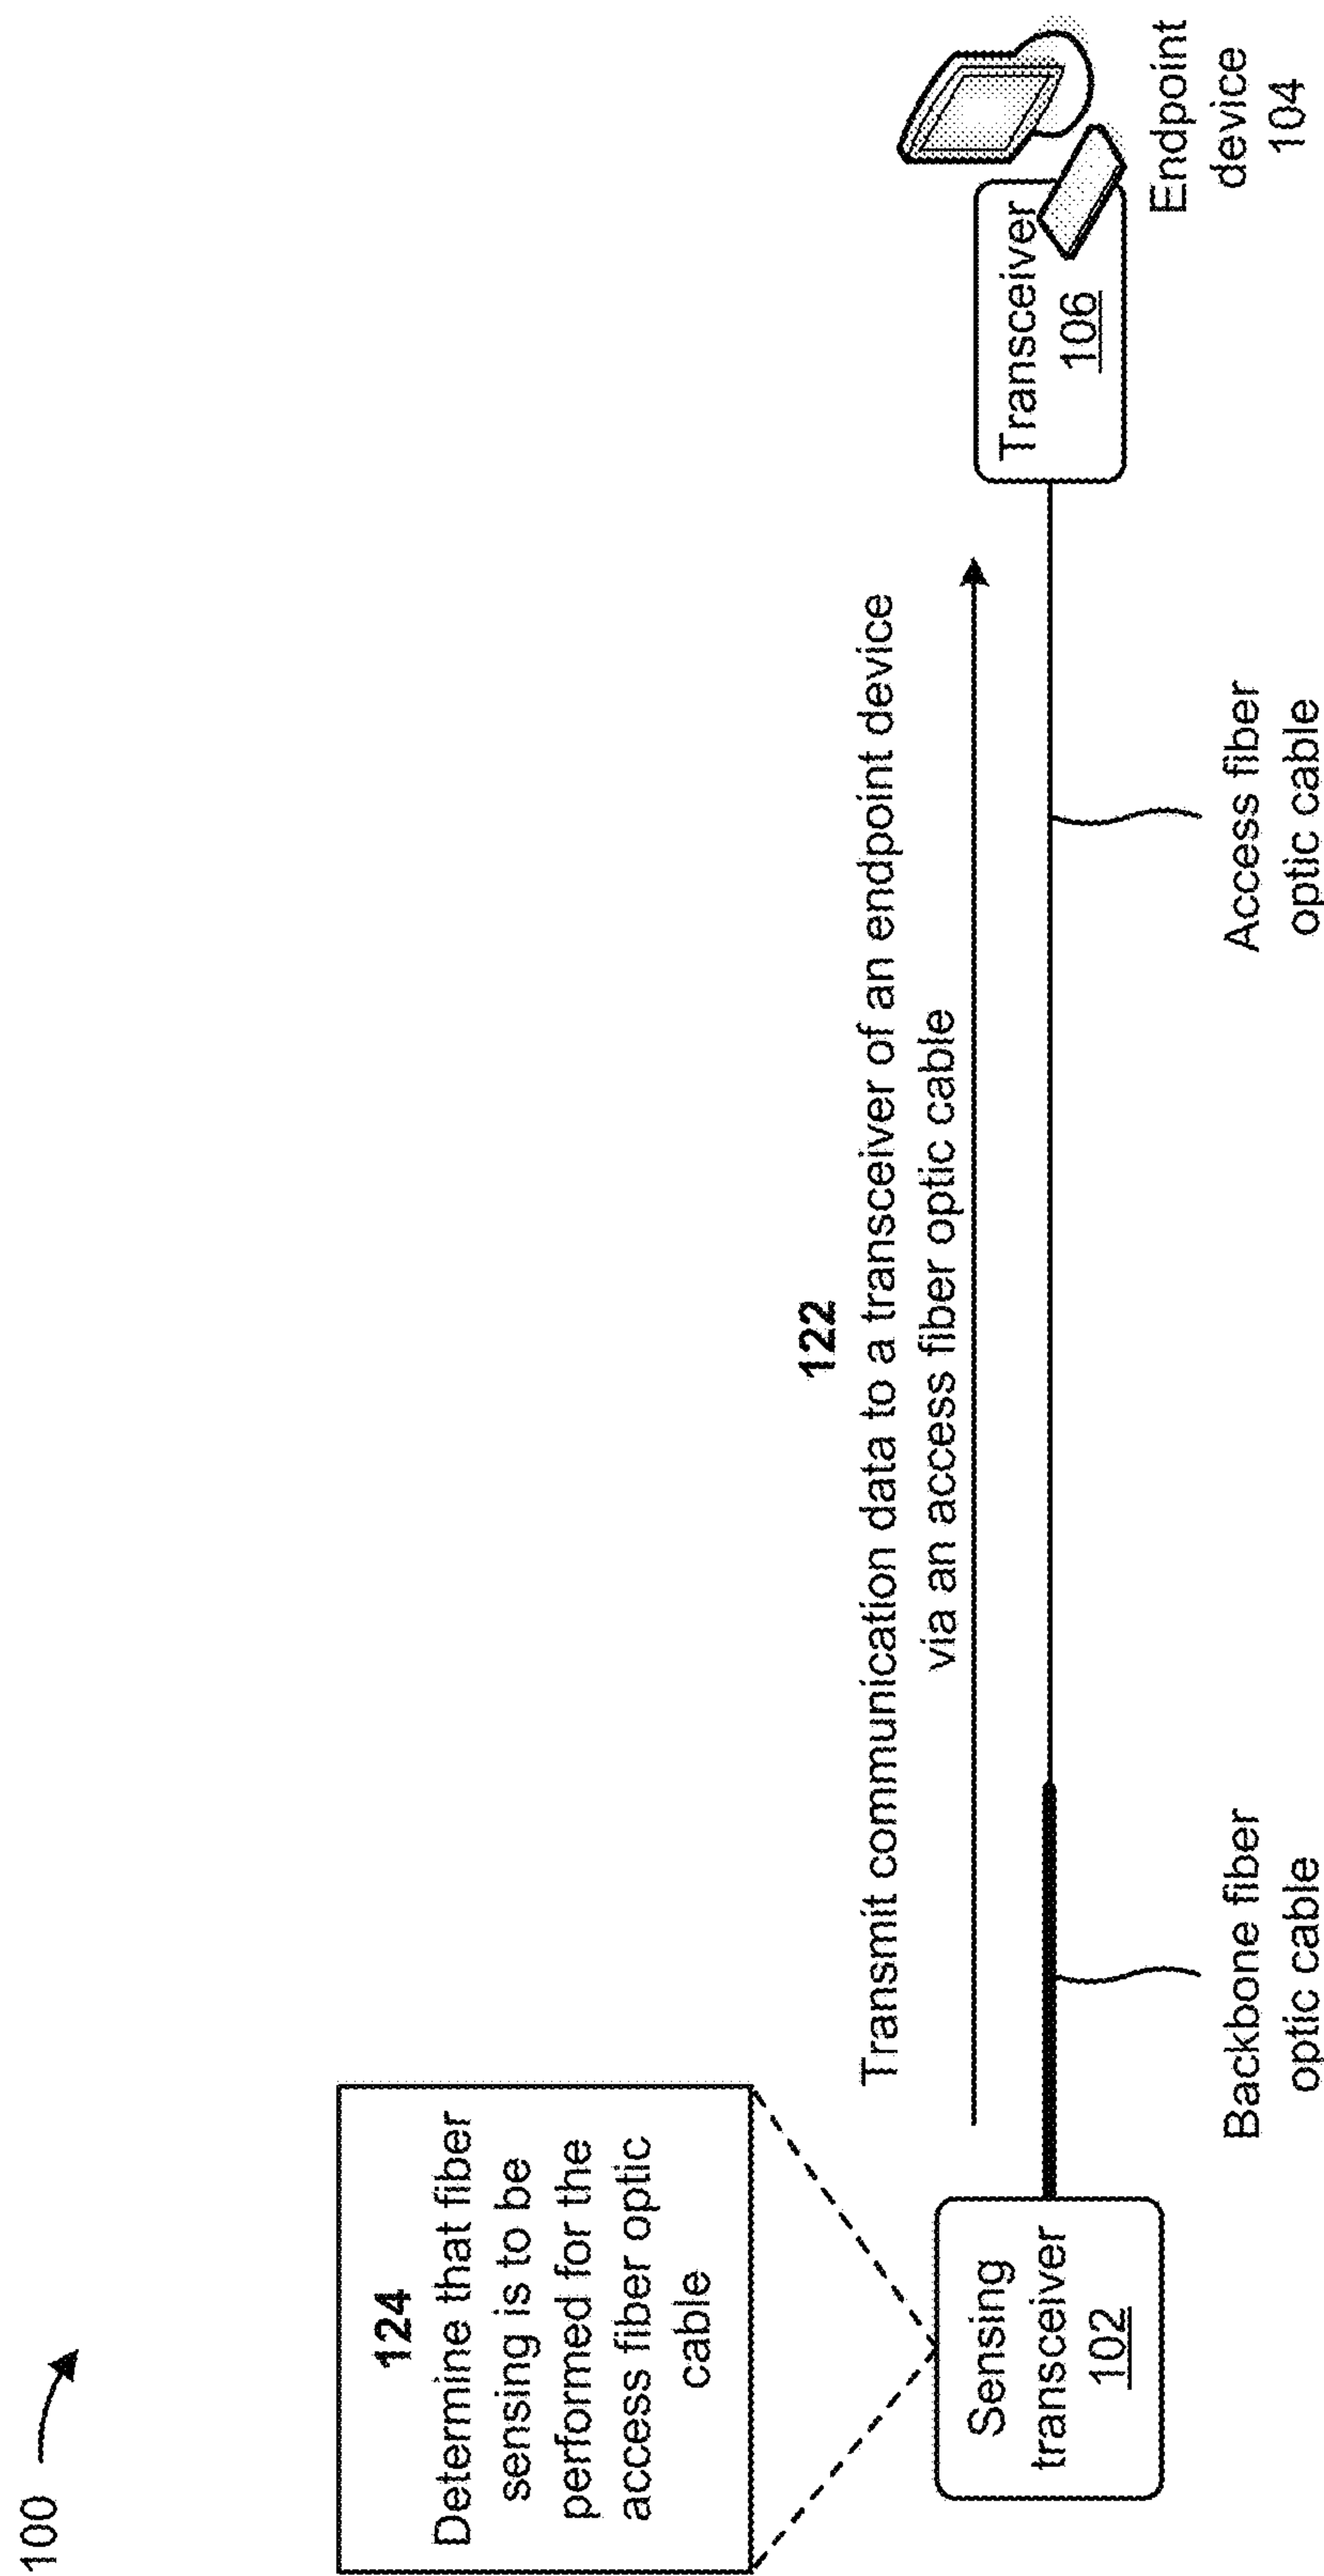 100
124
Determine that fiber
sensing is to be
performed for the
access fiber optic
cable
122
Transmit communication data to a transceiver of an endpoint device
via an access fiber optic cable
Sensing
transceiver
102
Transceiver
106
Backbone fiber
optic cable
Access fiber
optic cable
Endpoint
device
104